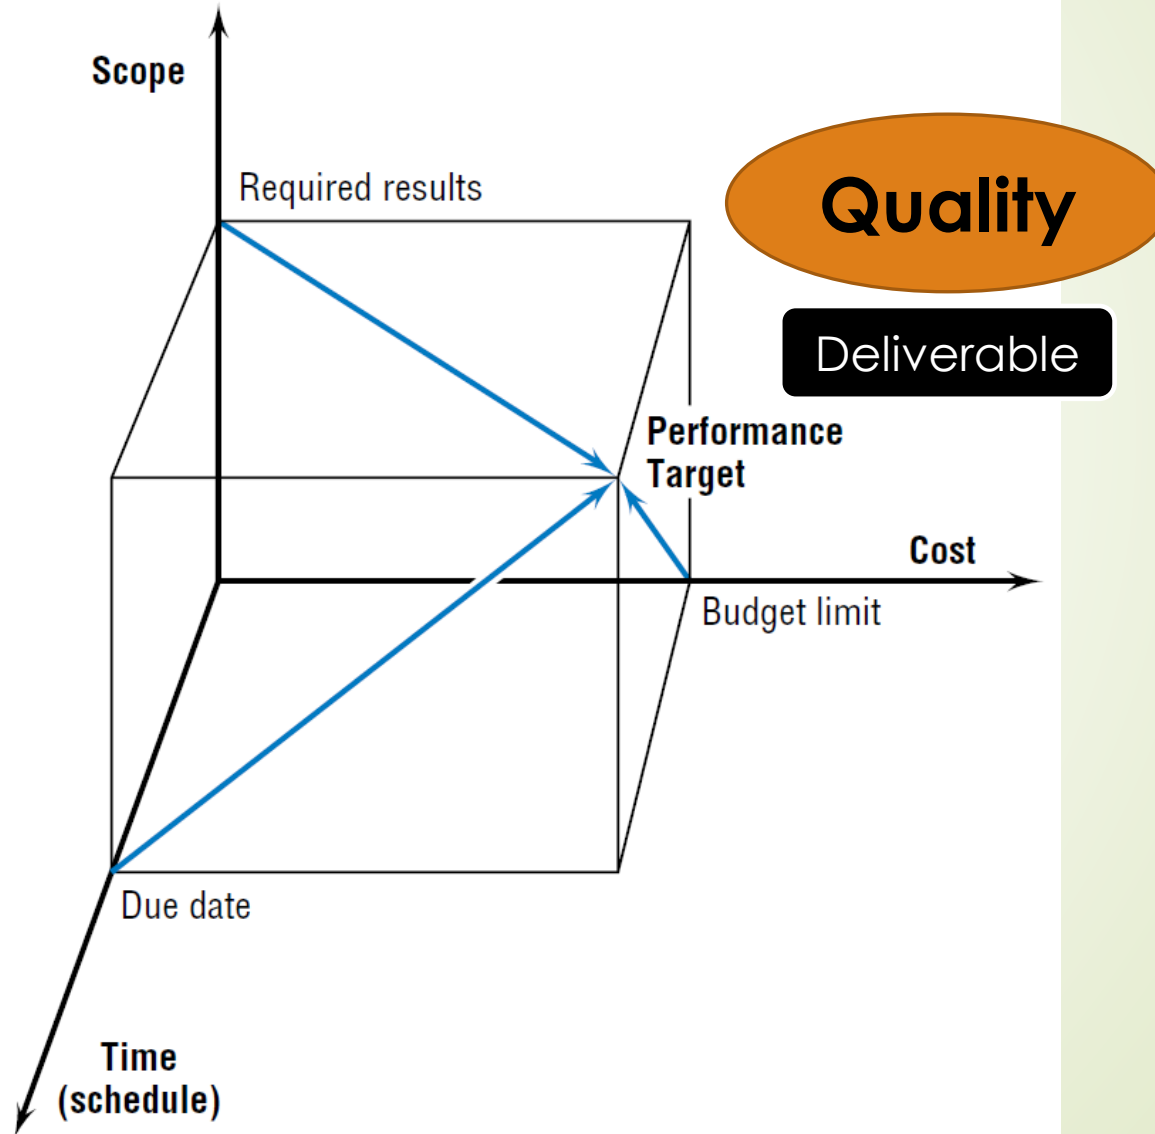 Scope
Required results
Quality
Deliverable
Performance
Target
Cost
Budget limit
Due date
Time
(schedule)